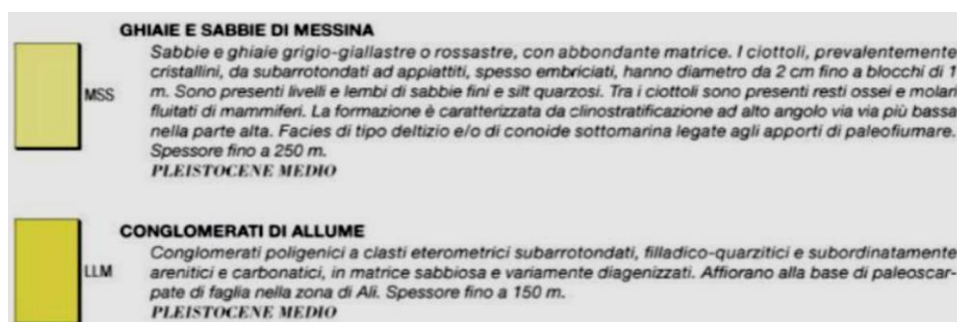 GHIAIE E SABBIE DI MESSINA
Sabbie e ghiaie grigio-giallastre o rossastre, con abbondante matrice. I ciottoli, prevalentemente
cristallini, da subarrotondati ad appiattiti, spesso embriciati, hanno diametro da 2 cm fino a blocchi di 1
MSS
m. Sono presenti livelli e lembi di sabbie fini e silt quarzosi. Tra i ciottoli sono presenti resti ossei e molari
fluitati di mammiferi. La formazione è caratterizzata da clinostratificazione ad alto angolo via via più bassa
nella parte alta. Facies di tipo deltizio e/o di conoide sottomarina legate agli apporti di paleofiumare.
Spessore fino a 250 m.
PLEISTOCENE MEDIO
CONGLOMERATI DI ALLUME
Conglomerati poligenici a clasti eterometrici subarrotondati, filladico-quarzitici e subordinatamente
LLM
arenitici e carbonatici, in matrice sabbiosa e variamente diagenizzati. Affiorano alla base di paleoscar-
pate di faglia nella zona di Alì. Spessore fino a 150 m.
PLEISTOCENE MEDIO